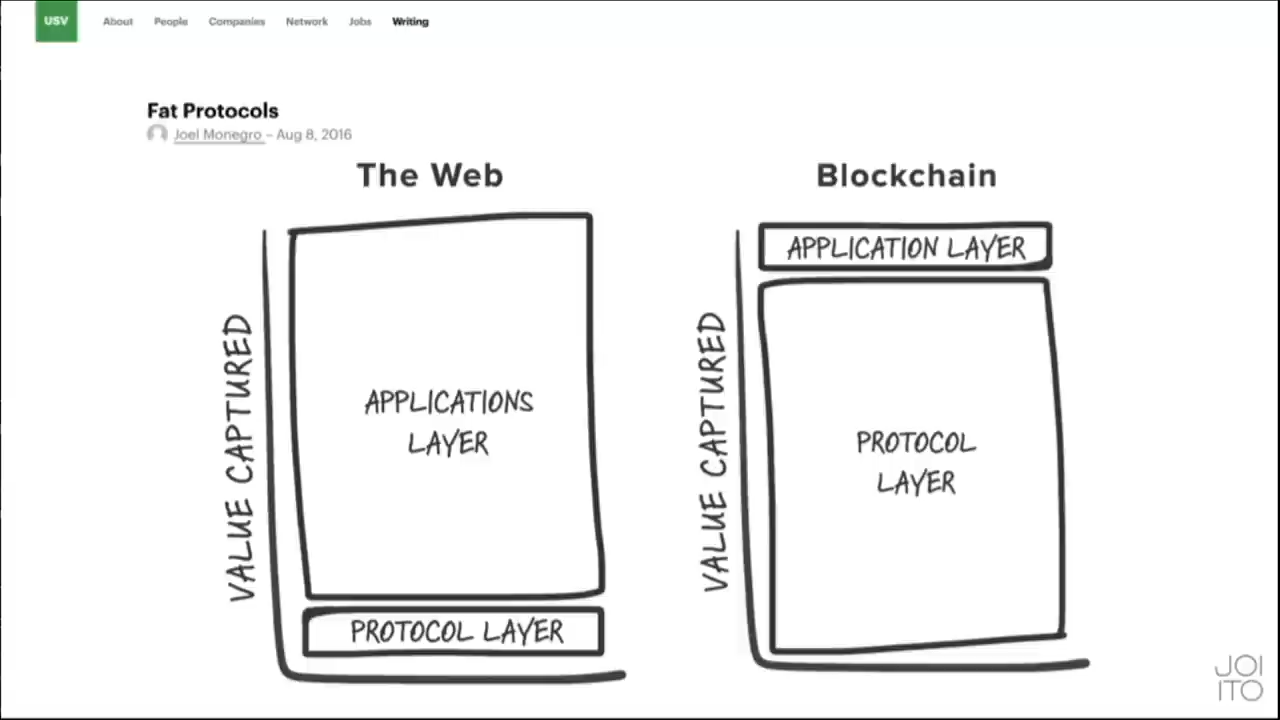 USV About People Companies Network Jobs Writing
Fat Protocols
Joel Monegro – Aug 8, 2016
The Web
VALUE CAPTURED
APPLICATIONS
LAYER
PROTOCOL LAYER
Blockchain
VALUE CAPTURED
APPLICATION LAYER
PROTOCOL
LAYER
JOI
ITO